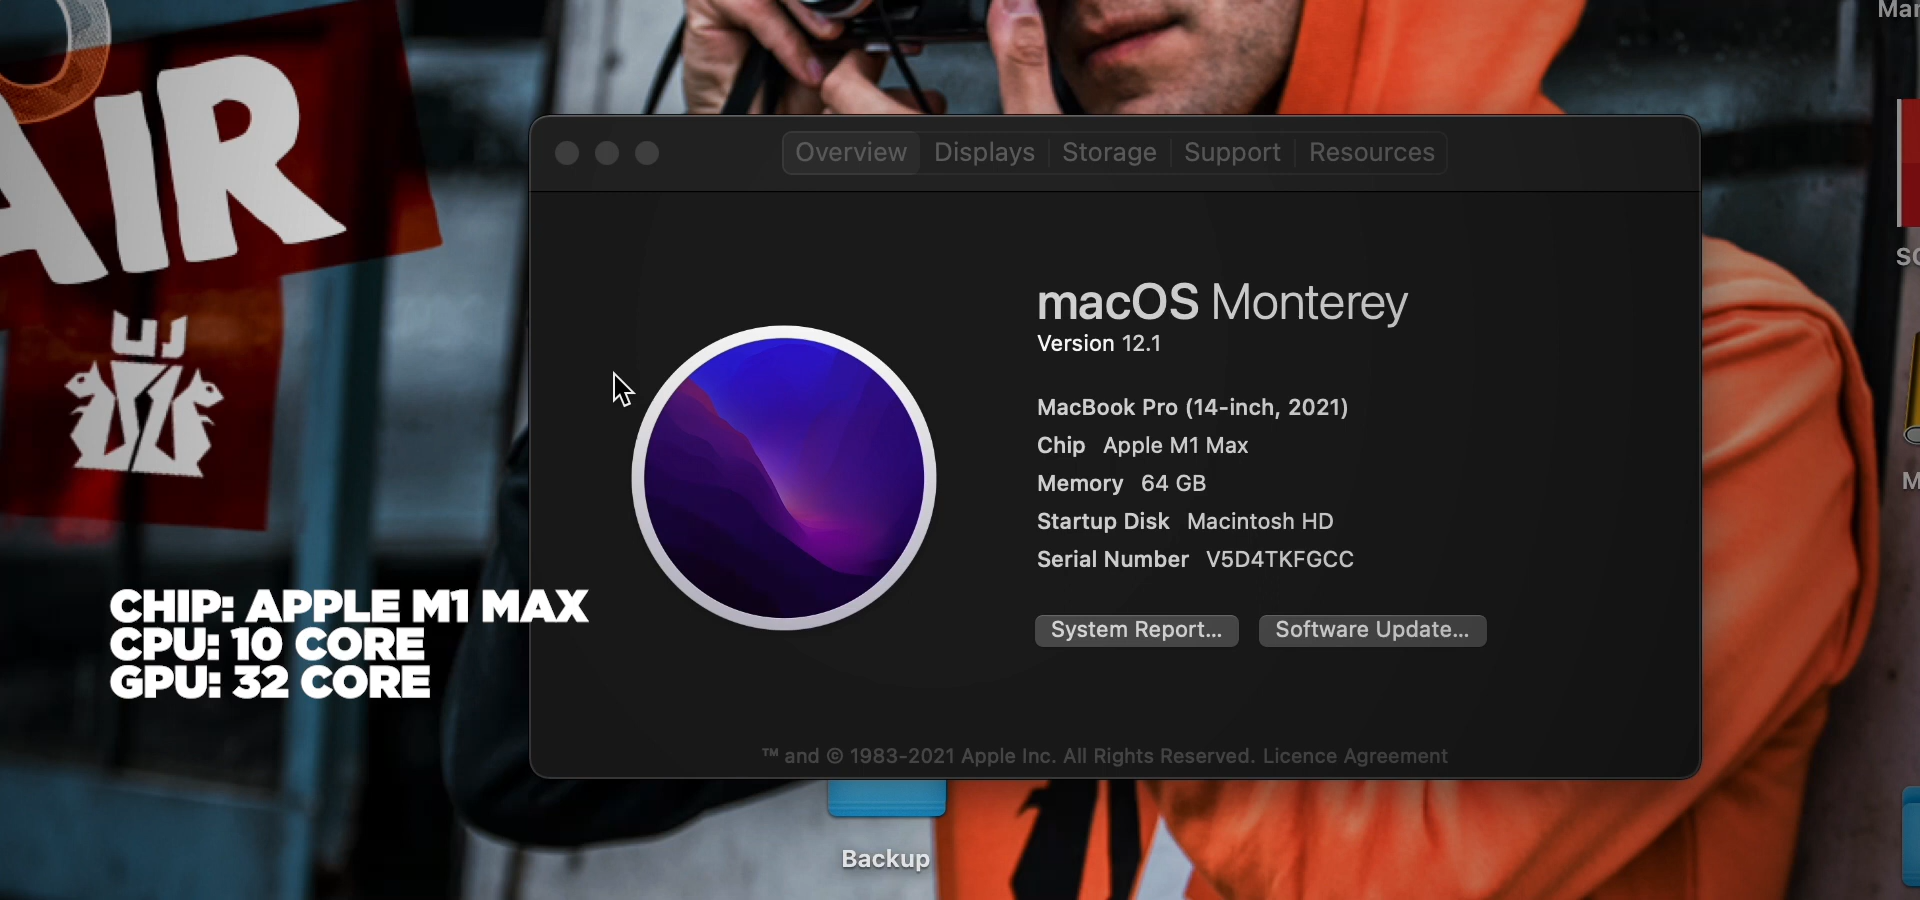 Overview Displays Storage Support Resources
AIR
macOS Monterey
Version 12.1
MacBook Pro (14-inch, 2021)
Chip Apple M1 Max
Memory 64 GB
Startup Disk Macintosh HD
Serial Number V5D4TKFGCC
System Report... Software Update...
™ and © 1983-2021 Apple Inc. All Rights Reserved. Licence Agreement
CHIP: APPLE M1 MAX
CPU: 10 CORE
GPU: 32 CORE
Backup